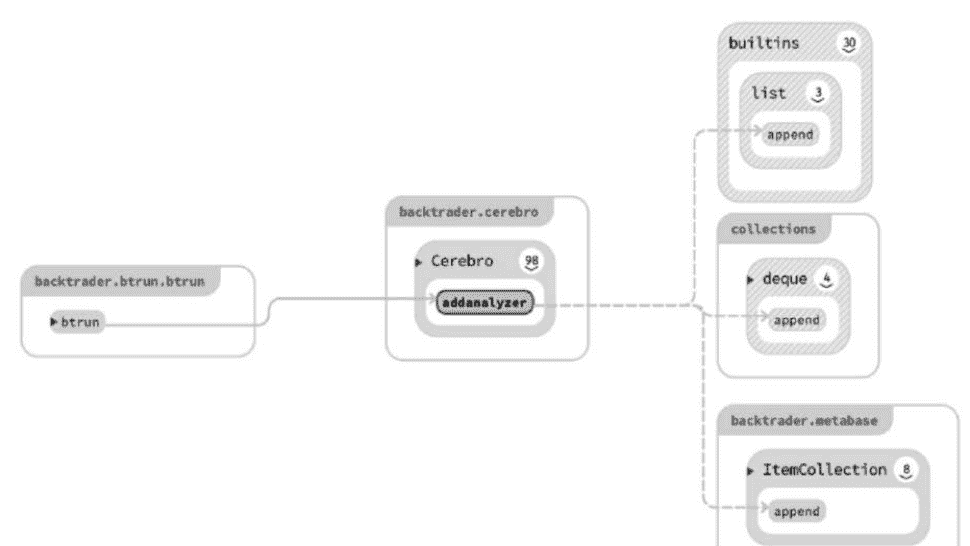 builtins 30
list 3
append
backtrader.cerebro
collections
Cerebro 98
backtrader.btrun.btrun
deque 4
addanalyzer
btrun
append
backtrader.metabase
ItemCollection 8
append